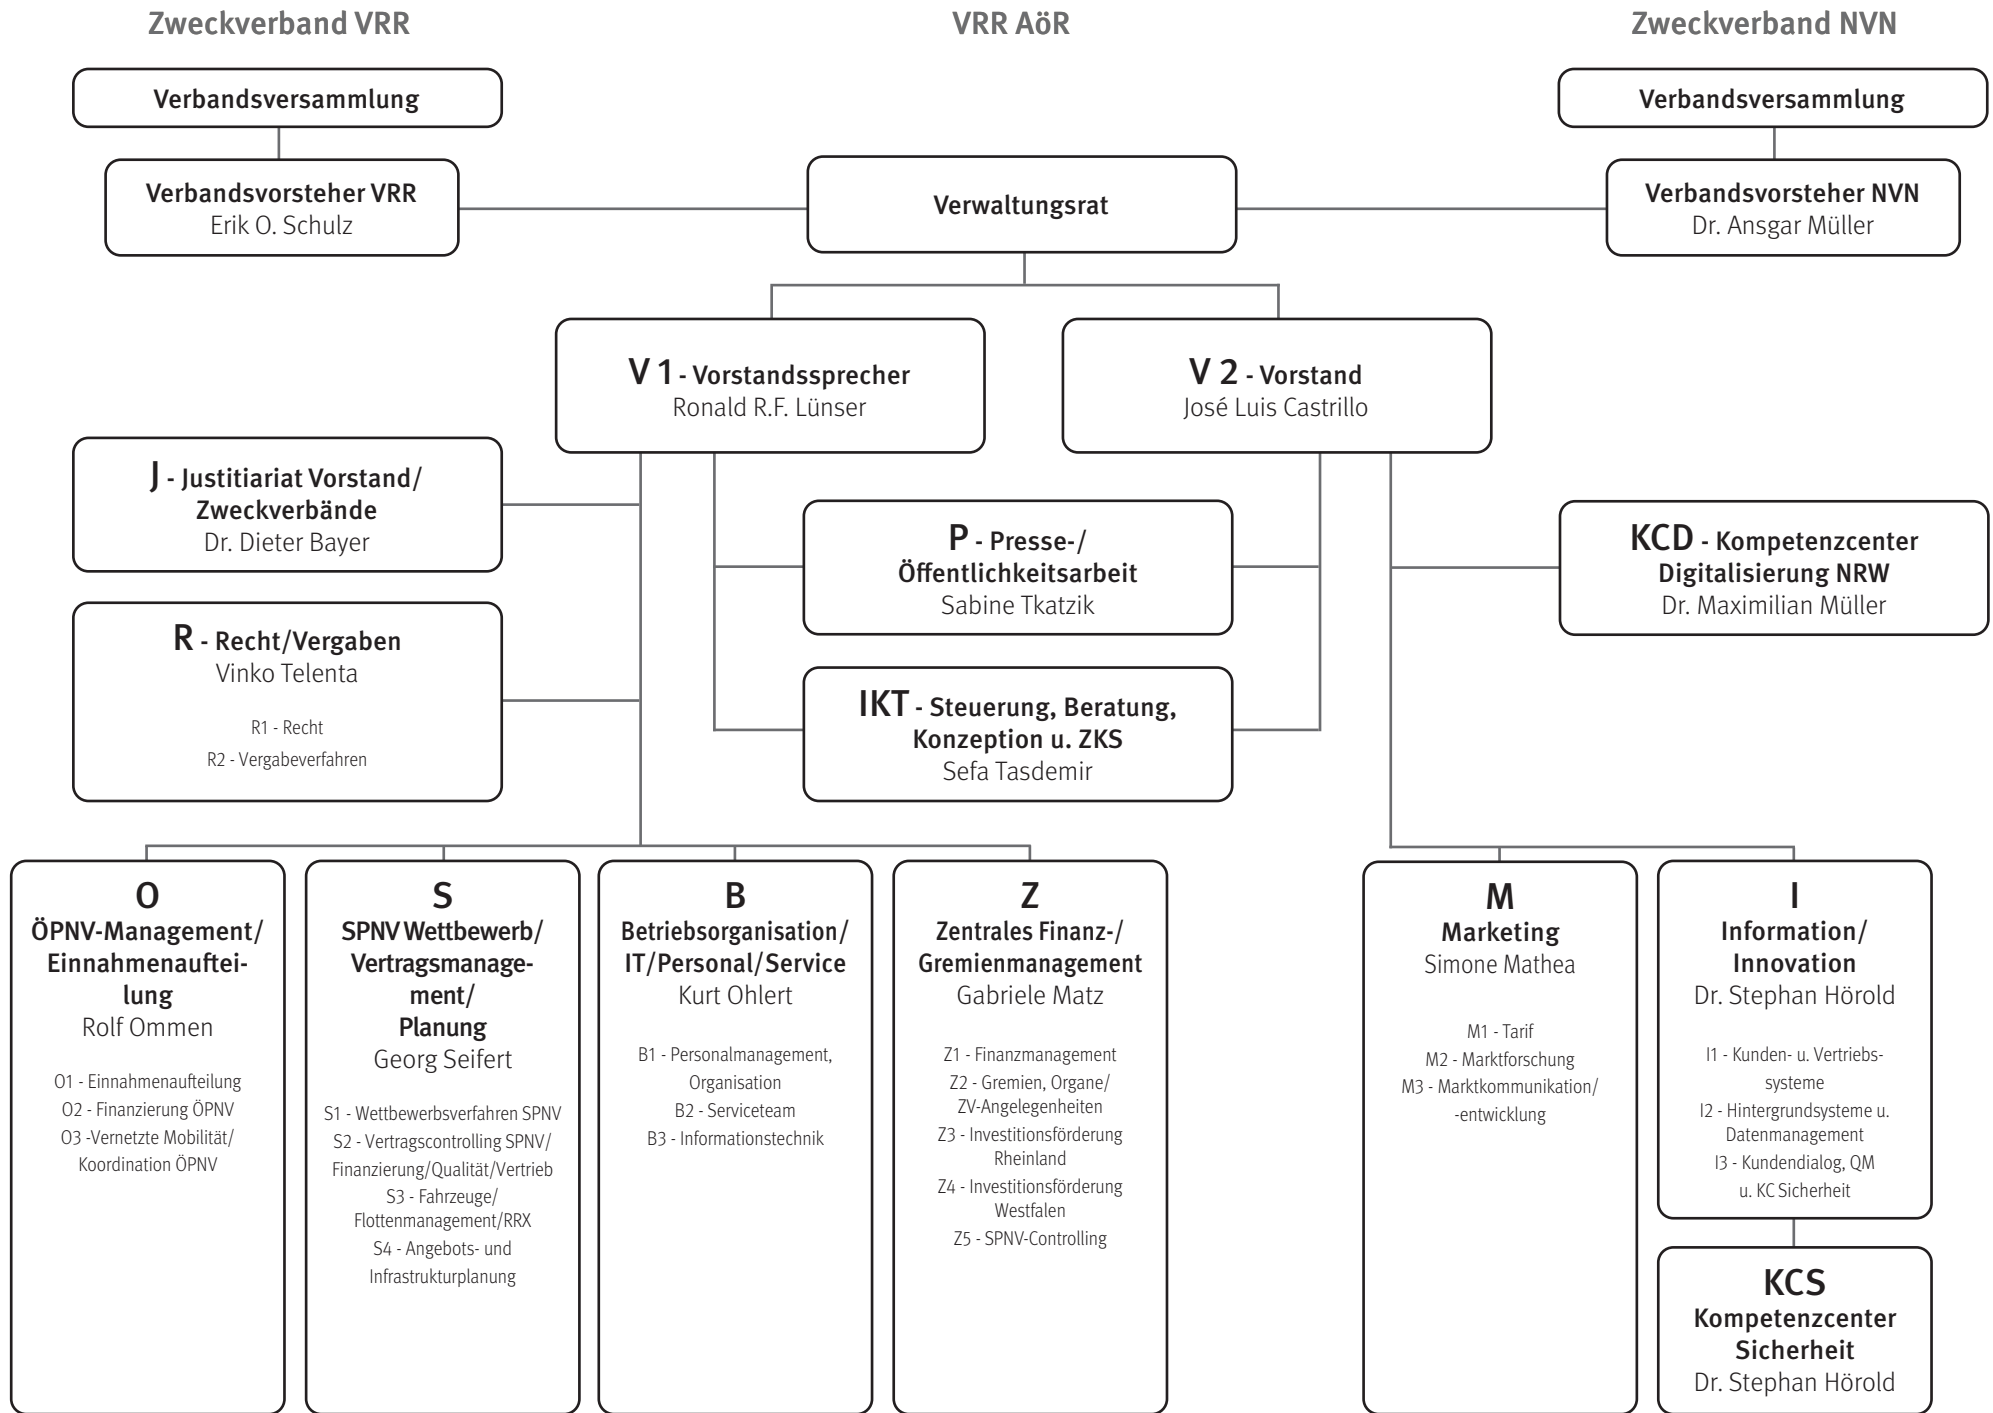 Zweckverband VRR
VRR AöR
Zweckverband NVN
Verbandsversammlung
Verbandsversammlung
Verbandsvorsteher VRR
Erik O. Schulz
Verwaltungsrat
Verbandsvorsteher NVN
Dr. Ansgar Müller
V 1 - Vorstandssprecher
Ronald R.F. Lünser
V 2 - Vorstand
José Luis Castrillo
J - Justitiariat Vorstand/
Zweckverbände
Dr. Dieter Bayer
P - Presse-/
Öffentlichkeitsarbeit
Sabine Tkatzik
KCD - Kompetenzcenter
Digitalisierung NRW
Dr. Maximilian Müller
R - Recht/Vergaben
Vinko Telenta
R1 - Recht
R2 - Vergabeverfahren
IKT - Steuerung, Beratung,
Konzeption u. ZKS
Sefa Tasdemir
O
ÖPNV-Management/
Einnahmenauftei-
lung
Rolf Ommen
O1 - Einnahmenaufteilung
O2 - Finanzierung ÖPNV
O3 -Vernetzte Mobilität/
Koordination ÖPNV
S
SPNV Wettbewerb/
Vertragsmanage-
ment/
Planung
Georg Seifert
S1 - Wettbewerbsverfahren SPNV
S2 - Vertragscontrolling SPNV/
Finanzierung/Qualität/Vertrieb
S3 - Fahrzeuge/
Flottenmanagement/RRX
S4 - Angebots- und
Infrastrukturplanung
B
Betriebsorganisation/
IT/Personal/Service
Kurt Ohlert
B1 - Personalmanagement,
Organisation
B2 - Serviceteam
B3 - Informationstechnik
Z
Zentrales Finanz-/
Gremienmanagement
Gabriele Matz
Z1 - Finanzmanagement
Z2 - Gremien, Organe/
ZV-Angelegenheiten
Z3 - Investitionsförderung
Rheinland
Z4 - Investitionsförderung
Westfalen
Z5 - SPNV-Controlling
M
Marketing
Simone Mathea
M1 - Tarif
M2 - Marktforschung
M3 - Marktkommunikation/
-entwicklung
I
Information/
Innovation
Dr. Stephan Hörold
I1 - Kunden- u. Vertriebs-
systeme
I2 - Hintergrundsysteme u.
Datenmanagement
I3 - Kundendialog, QM
u. KC Sicherheit
KCS
Kompetenzcenter
Sicherheit
Dr. Stephan Hörold